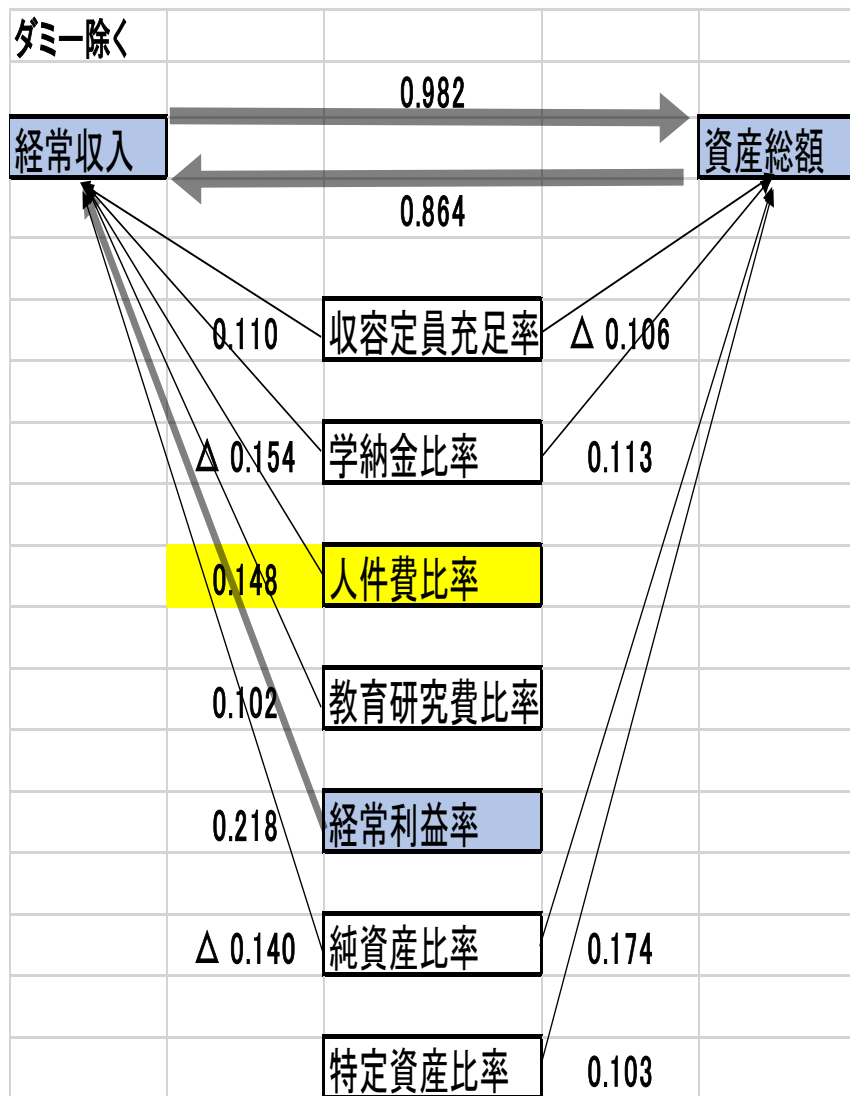 ダミー除く
0.982
経常収入 資産総額
0.864
0.110 収容定員充足率 Δ 0.106
Δ 0.154 学納金比率 0.113
0.148 人件費比率
0.102 教育研究費比率
0.218 経常利益率
Δ 0.140 純資産比率 0.174
特定資産比率 0.103